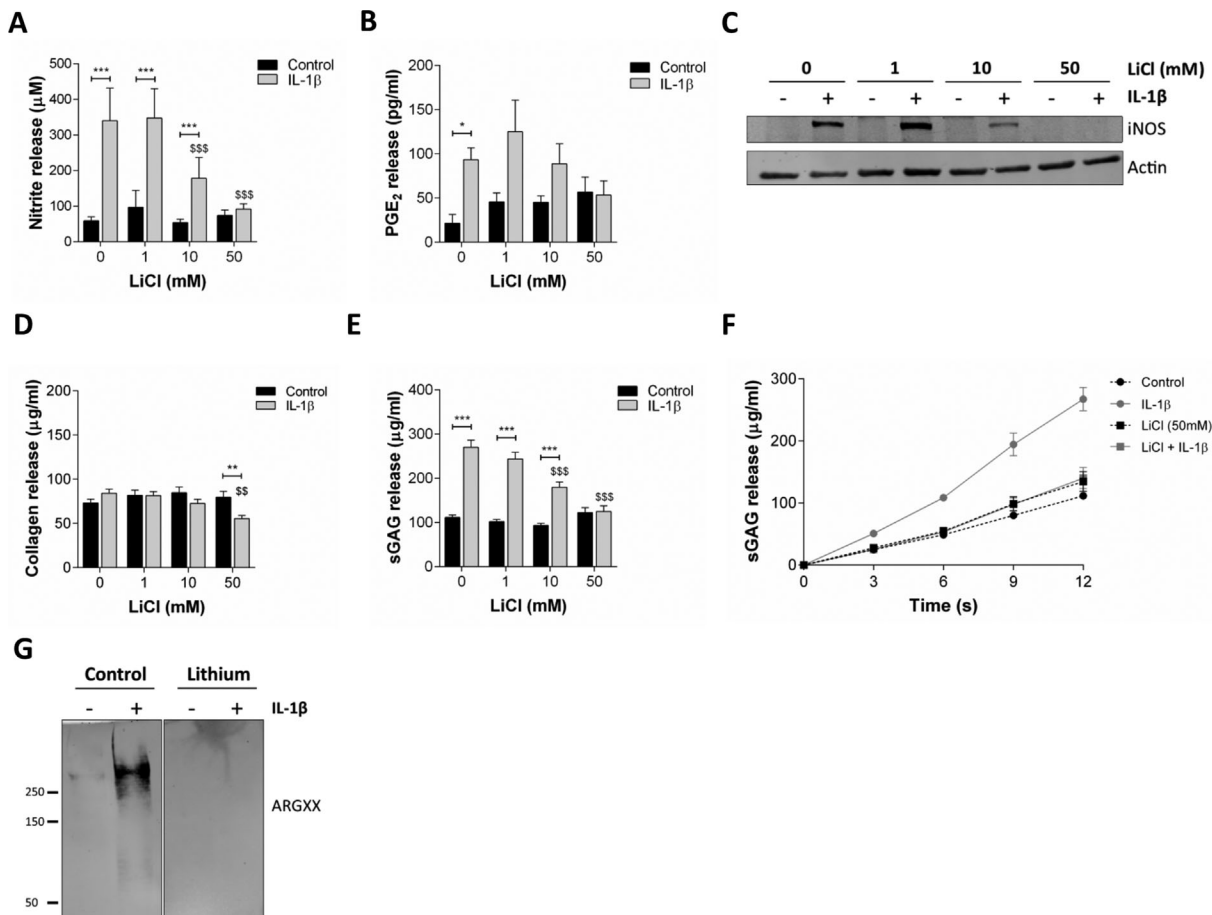 A
Control
IL-1β
Nitrite release (μM)
500
400
300
200
100
0
***
***
***
$$$
$$$
0 1 10 50
LiCl (mM)
B
Control
IL-1β
PGE₂ release (pg/ml)
200
150
100
50
0
*
0 1 10 50
LiCl (mM)
C
0 1 10 50 LiCl (mM)
- + - + - + - + IL-1β
iNOS
Actin
D
Control
IL-1β
Collagen release (μg/ml)
200
150
100
50
0
**
$$
0 1 10 50
LiCl (mM)
E
Control
IL-1β
sGAG release (μg/ml)
400
300
200
100
0
***
***
***
$$$
$$$
0 1 10 50
LiCl (mM)
F
sGAG release (μg/ml)
300
200
100
0
0 3 6 9 12
Time (s)
Control
IL-1β
LiCl (50mM)
LiCl + IL-1β
G
Control Lithium
- + - + IL-1β
250
150
50
ARGXX